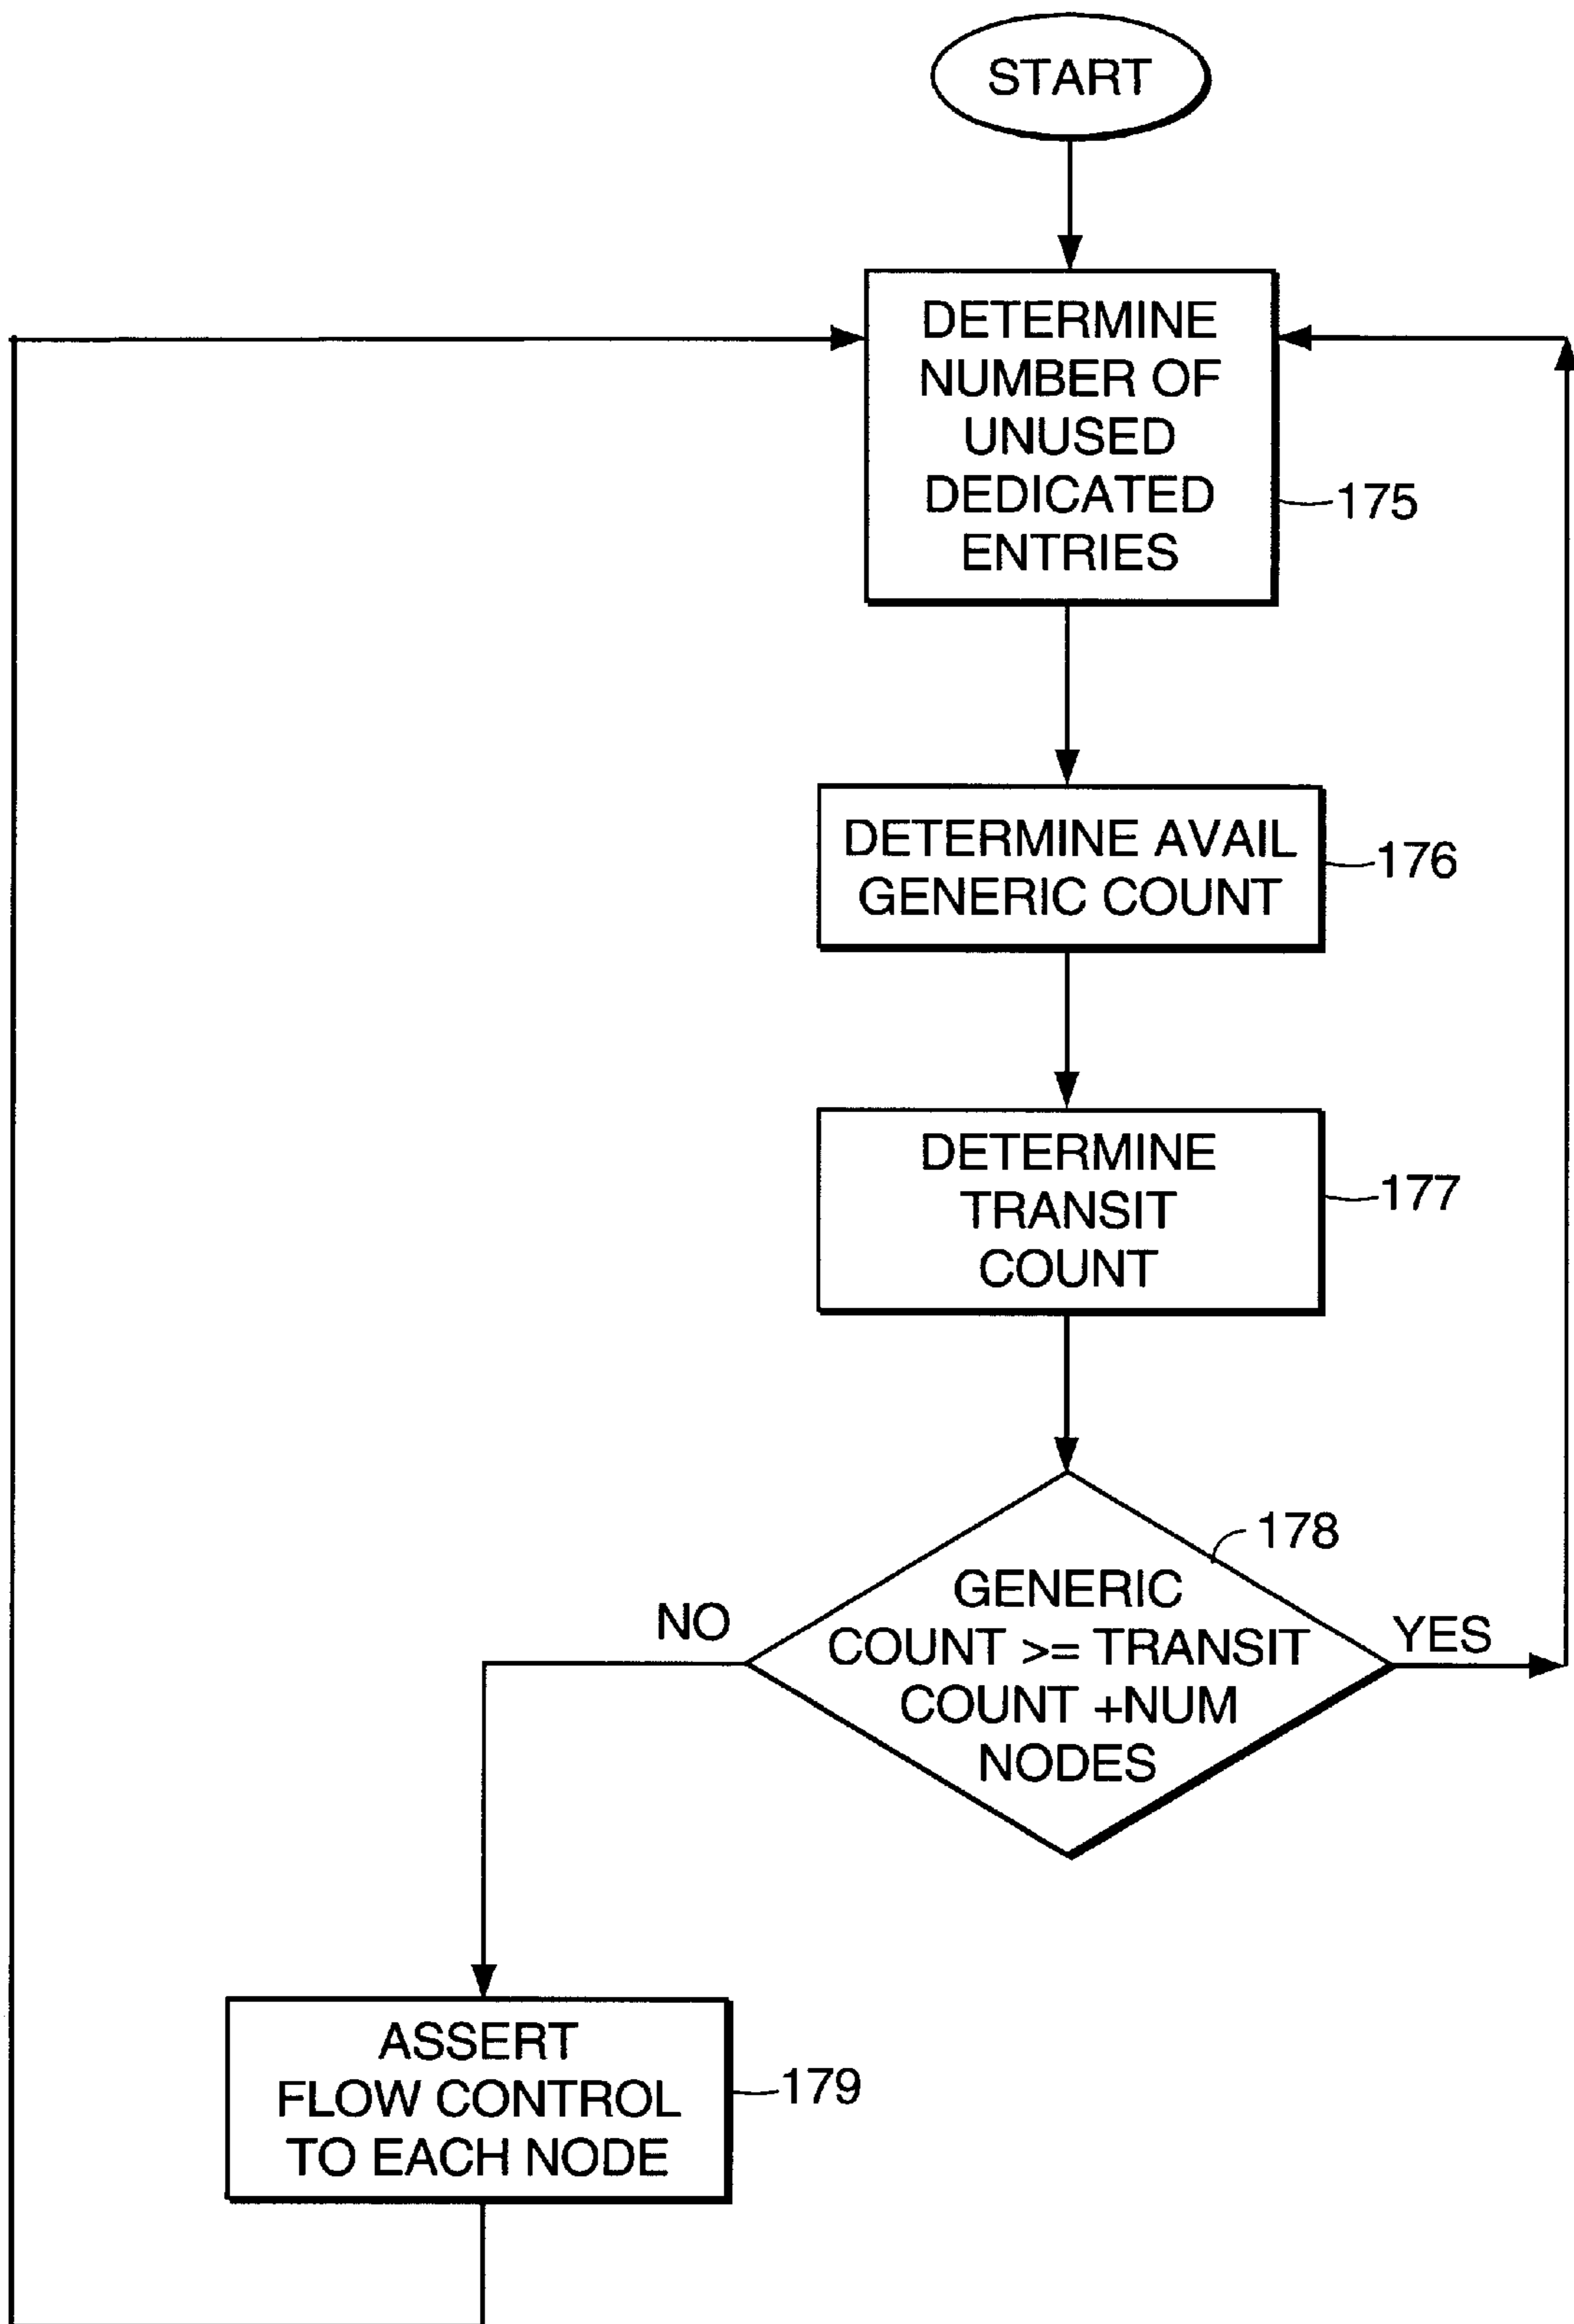 START
DETERMINE
NUMBER OF
UNUSED
DEDICATED
ENTRIES
175
DETERMINE AVAIL
GENERIC COUNT
176
DETERMINE
TRANSIT
COUNT
177
178
GENERIC
COUNT >= TRANSIT
COUNT +NUM
NODES
NO
YES
ASSERT
FLOW CONTROL
TO EACH NODE
179